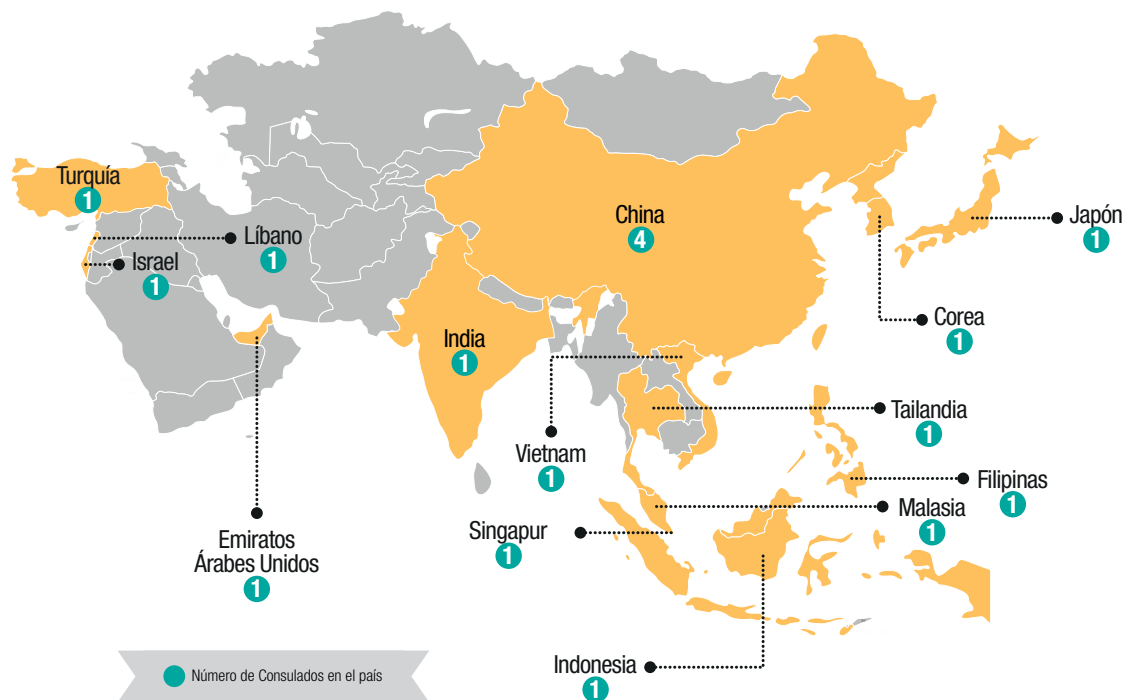 Turquía
1
Líbano
1
Israel
1
China
4
Japón
1
Corea
1
India
1
Tailandia
1
Vietnam
1
Filipinas
1
Malasia
1
Singapur
1
Emiratos
Árabes Unidos
1
Indonesia
1
Número de Consulados en el país